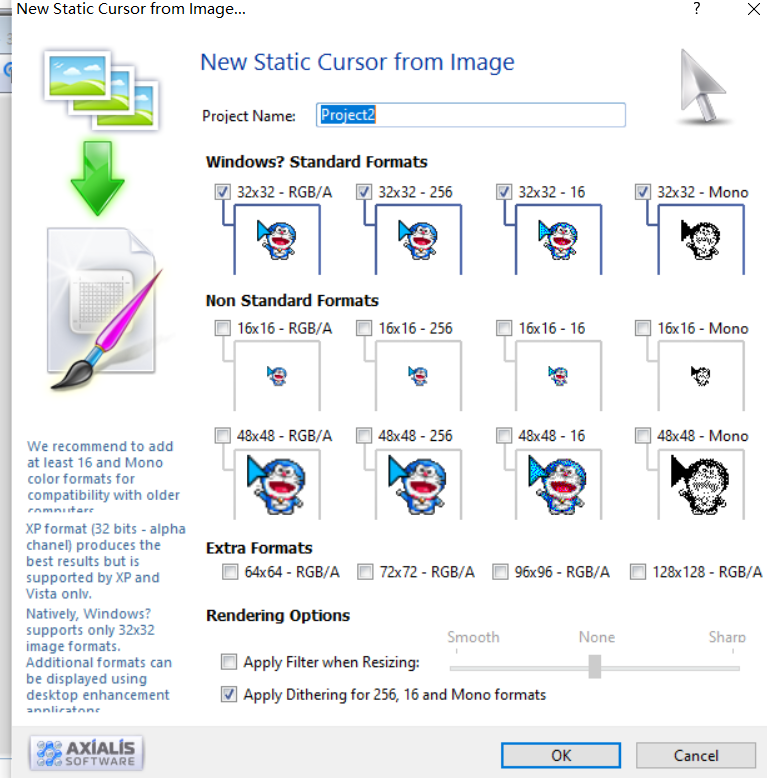 New Static Cursor from Image...
?
New Static Cursor from Image
Project Name:
Project2
Windows? Standard Formats
32x32 - RGB/A
32x32 - 256
32x32 - 16
32x32 - Mono
Non Standard Formats
16x16 - RGB/A
16x16 - 256
16x16 - 16
16x16 - Mono
48x48 - RGB/A
48x48 - 256
48x48 - 16
48x48 - Mono
We recommend to add
at least 16 and Mono
color formats for
compatibility with older
computers.
XP format (32 bits - alpha
chanel) produces the
best results but is
supported by XP and
Vista only.
Natively, Windows?
supports only 32x32
image formats.
Additional formats can
be displayed using
desktop enhancement
applicatons.
Extra Formats
64x64 - RGB/A
72x72 - RGB/A
96x96 - RGB/A
128x128 - RGB/A
Rendering Options
Smooth
None
Sharp
Apply Filter when Resizing:
Apply Dithering for 256, 16 and Mono formats
AXIALIS
SOFTWARE
OK
Cancel